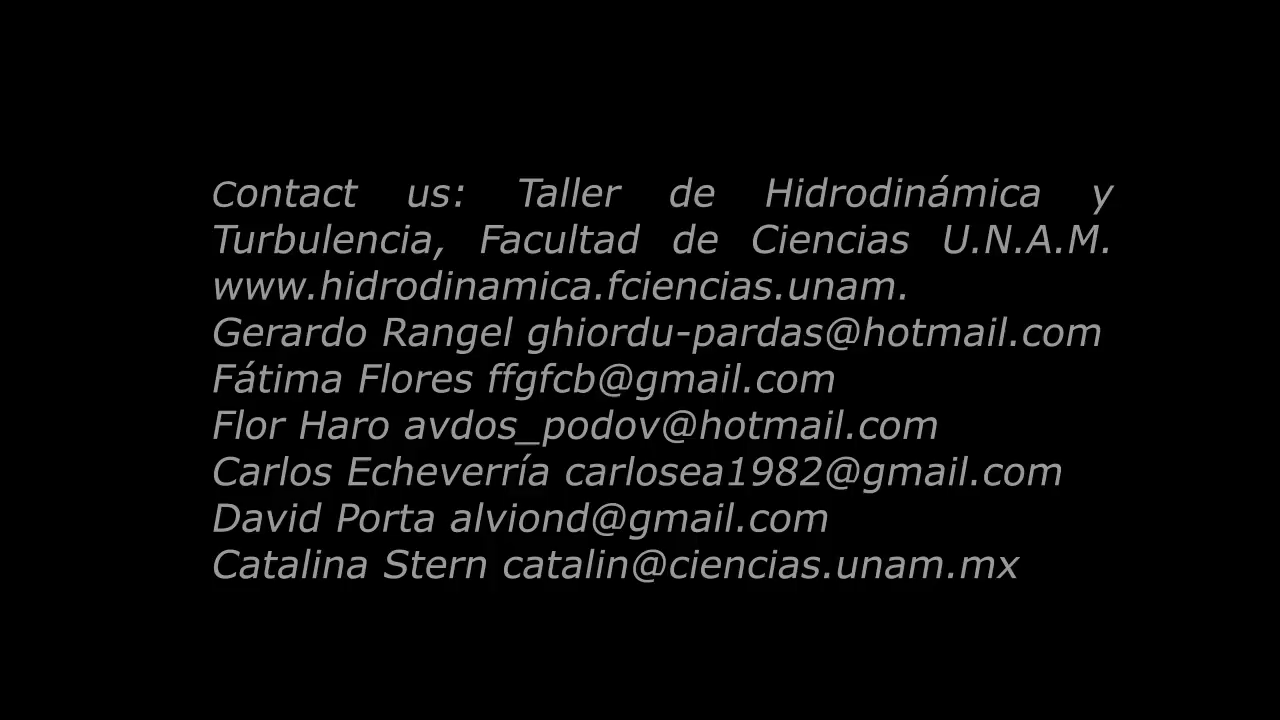 Contact us: Taller de Hidrodinámica y
Turbulencia, Facultad de Ciencias U.N.A.M.
www.hidrodinamica.fciencias.unam.
Gerardo Rangel ghiordu-pardas@hotmail.com
Fátima Flores ffgfcb@gmail.com
Flor Haro avdos_podov@hotmail.com
Carlos Echeverría carlosea1982@gmail.com
David Porta alviond@gmail.com
Catalina Stern catalin@ciencias.unam.mx